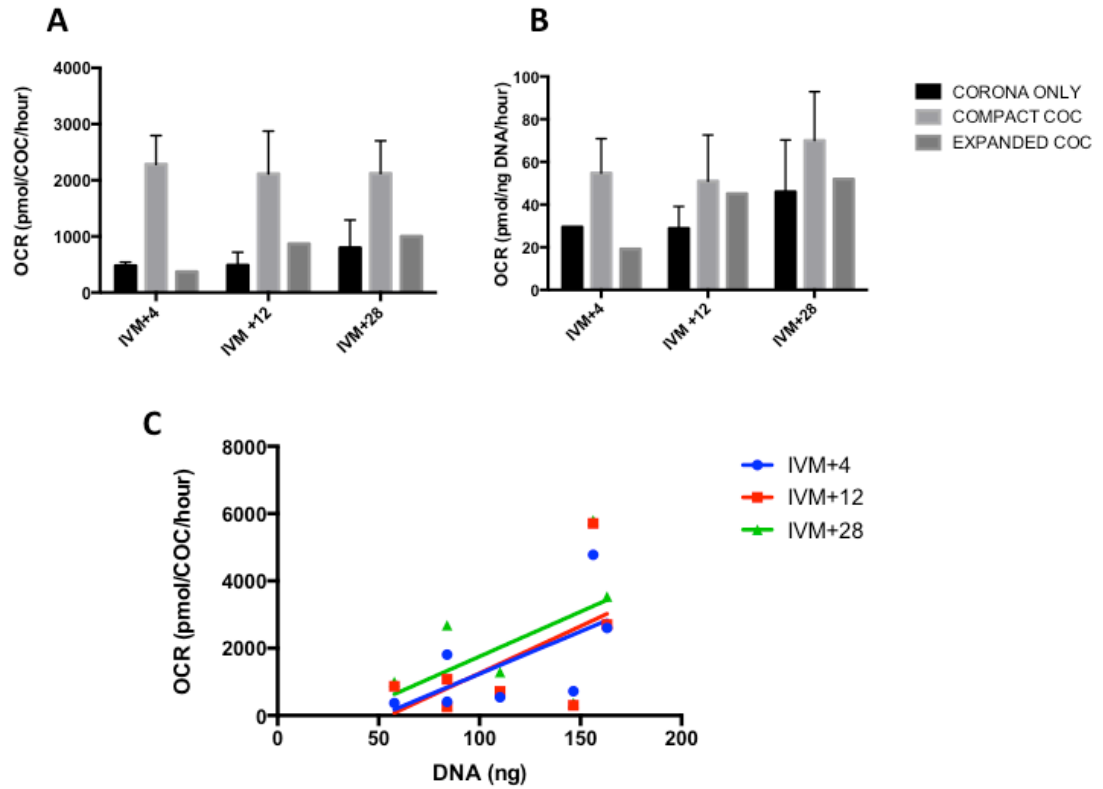 A
OCR (pmol/COC/hour)
4000
3000
2000
1000
0
IVM+4
IVM +12
IVM+28
B
OCR (pmol/ng DNA/hour)
100
80
60
40
20
0
IVM+4
IVM +12
IVM+28
CORONA ONLY
COMPACT COC
EXPANDED COC
C
OCR (pmol/COC/hour)
8000
6000
4000
2000
0
0
50
100
150
200
DNA (ng)
IVM+4
IVM+12
IVM+28